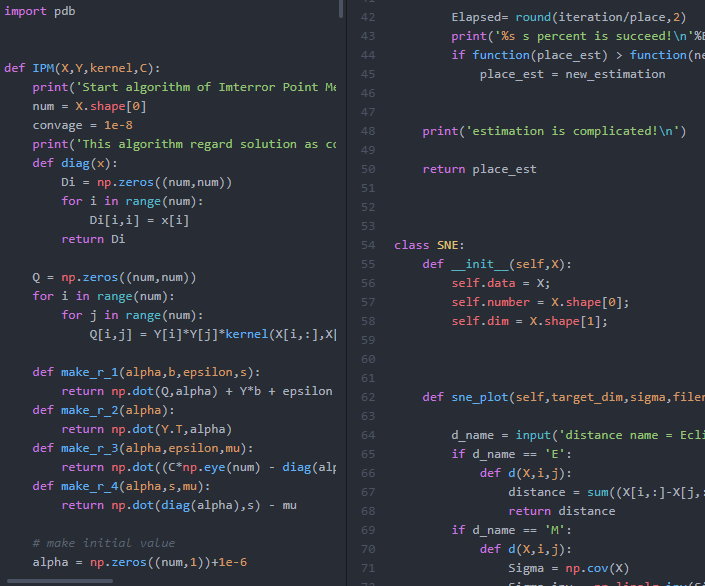 import pdb
def IPM(X,Y,kernel,C):
print('Start algorithm of Imterror Point Me
num = X.shape[0]
convage = 1e-8
print('This algorithm regard solution as co
def diag(x):
Di = np.zeros((num,num))
for i in range(num):
Di[i,i] = x[i]
return Di
Q = np.zeros((num,num))
for i in range(num):
for j in range(num):
Q[i,j] = Y[i]*Y[j]*kernel(X[i,:],X[
def make_r_1(alpha,b,epsilon,s):
return np.dot(Q,alpha) + Y*b + epsilon
def make_r_2(alpha):
return np.dot(Y.T,alpha)
def make_r_3(alpha,epsilon,mu):
return np.dot((C*np.eye(num) - diag(alp
def make_r_4(alpha,s,mu):
return np.dot(diag(alpha),s) - mu
# make initial value
alpha = np.zeros((num,1))+1e-6
42 Elapsed= round(iteration/place,2)
43 print('%s s percent is succeed!\n'%E
44 if function(place_est) > function(ne
45 place_est = new_estimation
46
47
48 print('estimation is complicated!\n')
49
50 return place_est
51
52
53
54 class SNE:
55 def __init__(self,X):
56 self.data = X;
57 self.number = X.shape[0];
58 self.dim = X.shape[1];
59
60
61
62 def sne_plot(self,target_dim,sigma,filen
63
64 d_name = input('distance name = Ecli
65 if d_name == 'E':
66 def d(X,i,j):
67 distance = sum((X[i,:]-X[j,:
68 return distance
69 if d_name == 'M':
70 def d(X,i,j):
71 Sigma = np.cov(X)